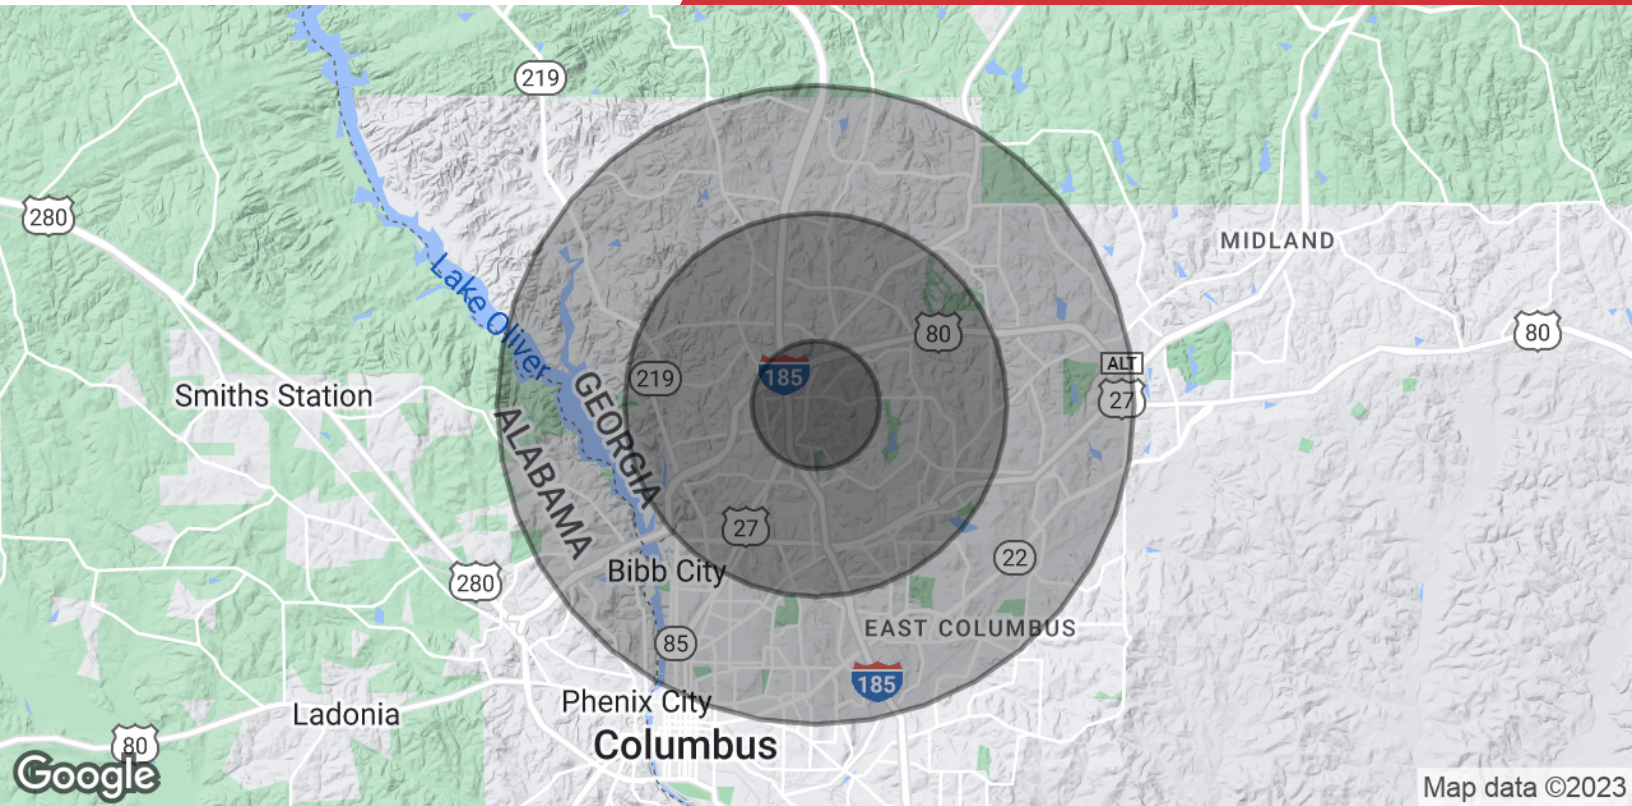 219
280
MIDLAND
Lake Oliver
80
80
ALT
27
219
185
Smiths Station
GEORGIA
ALABAMA
27
22
Bibb City
280
EAST COLUMBUS
85
185
Phenix City
Ladonia
80
Columbus
Google
Map data ©2023